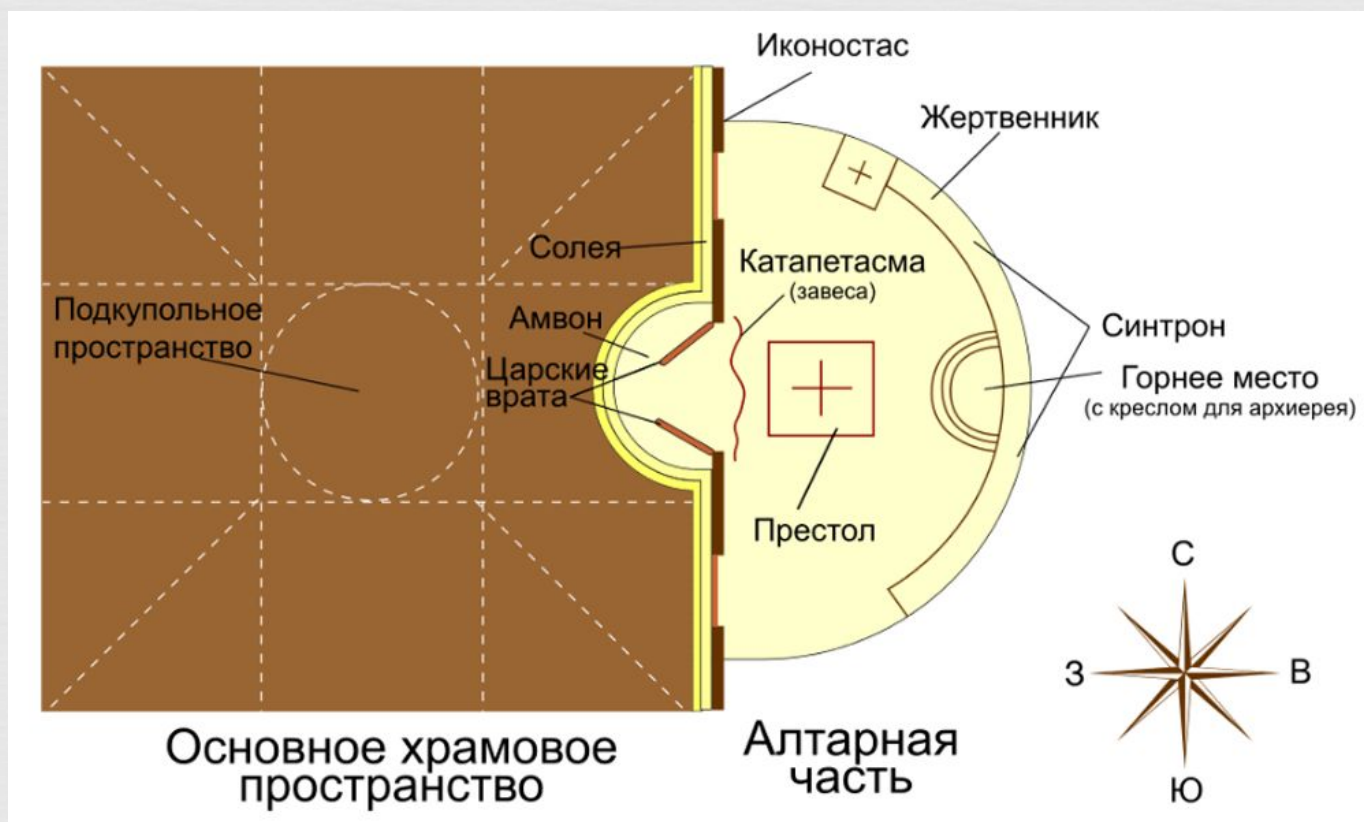 Иконостас
Жертвенник
Солея
Катапетасма
(завеса)
Подкупольное
пространство
Амвон
Царские
врата
Синтрон
Горнее место
(с креслом для архиерея)
Престол
С
З
В
Ю
Основное храмовое
пространство
Алтарная
часть